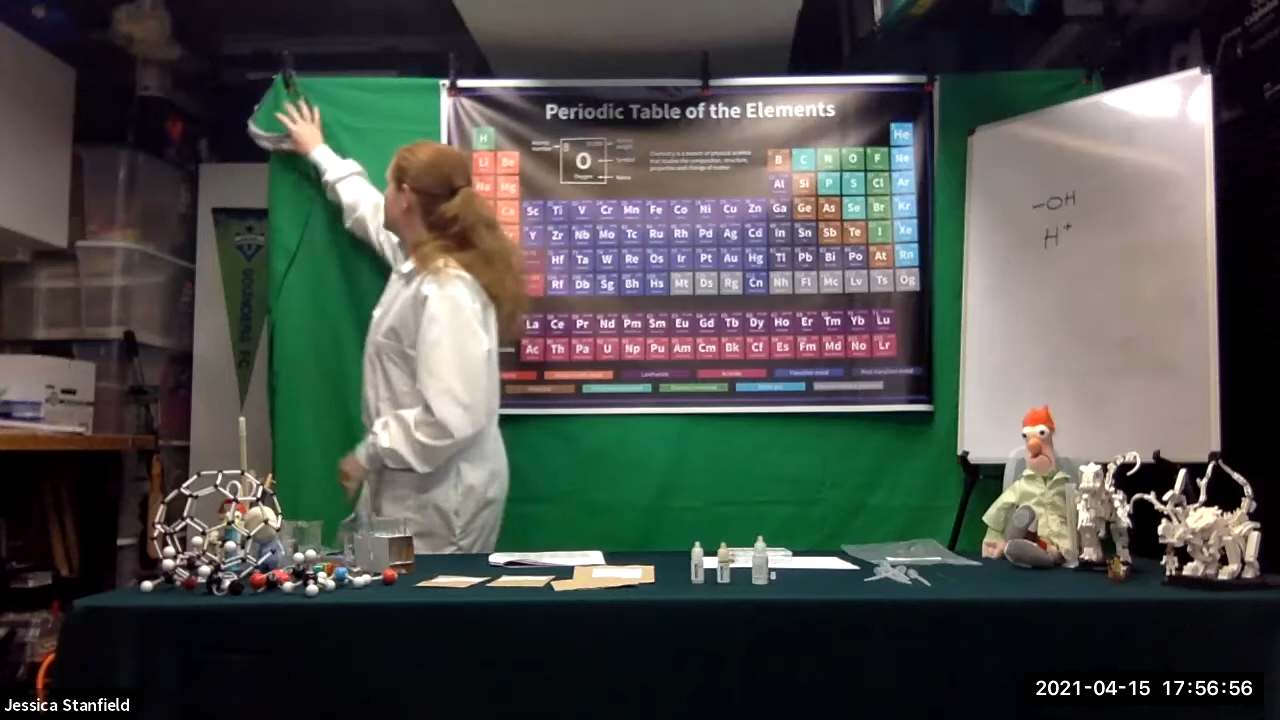 Periodic Table of the Elements
H He
Li Be B C N O F Ne
Na Mg Al Si P S Cl Ar
8
O
Oxygen
Ca Sc Ti V Cr Mn Fe Co Ni Cu Zn Ga Ge As Se Br Kr
Y Zr Nb Mo Tc Ru Rh Pd Ag Cd In Sn Sb Te I Xe
Hf Ta W Re Os Ir Pt Au Hg Tl Pb Bi Po At Rn
Rf Db Sg Bh Hs Mt Ds Rg Cn Nh Fl Mc Lv Ts Og
La Ce Pr Nd Pm Sm Eu Gd Tb Dy Ho Er Tm Yb Lu
Ac Th Pa U Np Pu Am Cm Bk Cf Es Fm Md No Lr
-OH
H+
SOUNDERS FC
Jessica Stanfield
2021-04-15 17:56:56